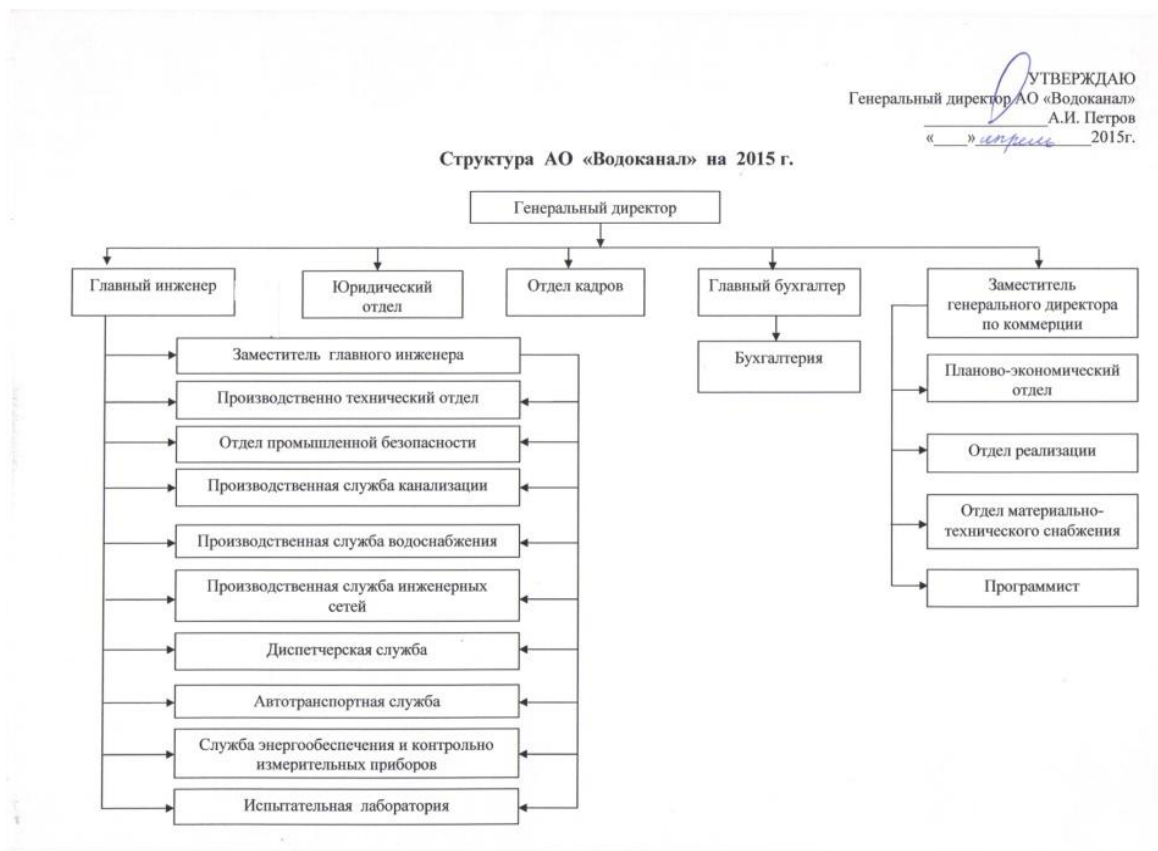 УТВЕРЖДАЮ
Генеральный директор АО «Водоканал»
____________________А.И. Петров
«____» апрель 2015г.
Структура АО «Водоканал» на 2015 г.
Генеральный директор
Главный инженер
Юридический
отдел
Отдел кадров
Главный бухгалтер
Заместитель
генерального директора
по коммерции
Заместитель главного инженера
Бухгалтерия
Планово-экономический
отдел
Производственно технический отдел
Отдел промышленной безопасности
Отдел реализации
Производственная служба канализации
Отдел материально-
технического снабжения
Производственная служба водоснабжения
Производственная служба инженерных
сетей
Программист
Диспетчерская служба
Автотранспортная служба
Служба энергообеспечения и контрольно
измерительных приборов
Испытательная лаборатория